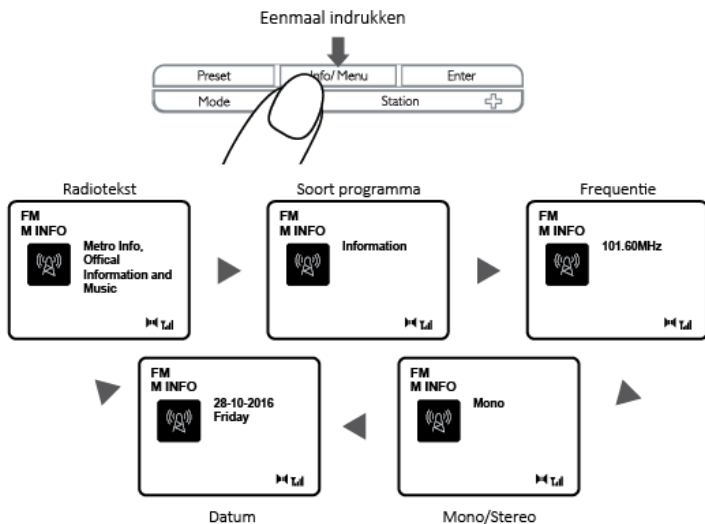 Eenmaal indrukken
Preset
Info/Menu
Enter
Mode
Station
Radiotekst
Soort programma
Frequentie
FM
M INFO
Metro Info,
Offical
Information and
Music
FM
M INFO
Information
FM
M INFO
101.60MHz
FM
M INFO
28-10-2016
Friday
FM
M INFO
Mono
Datum
Mono/Stereo